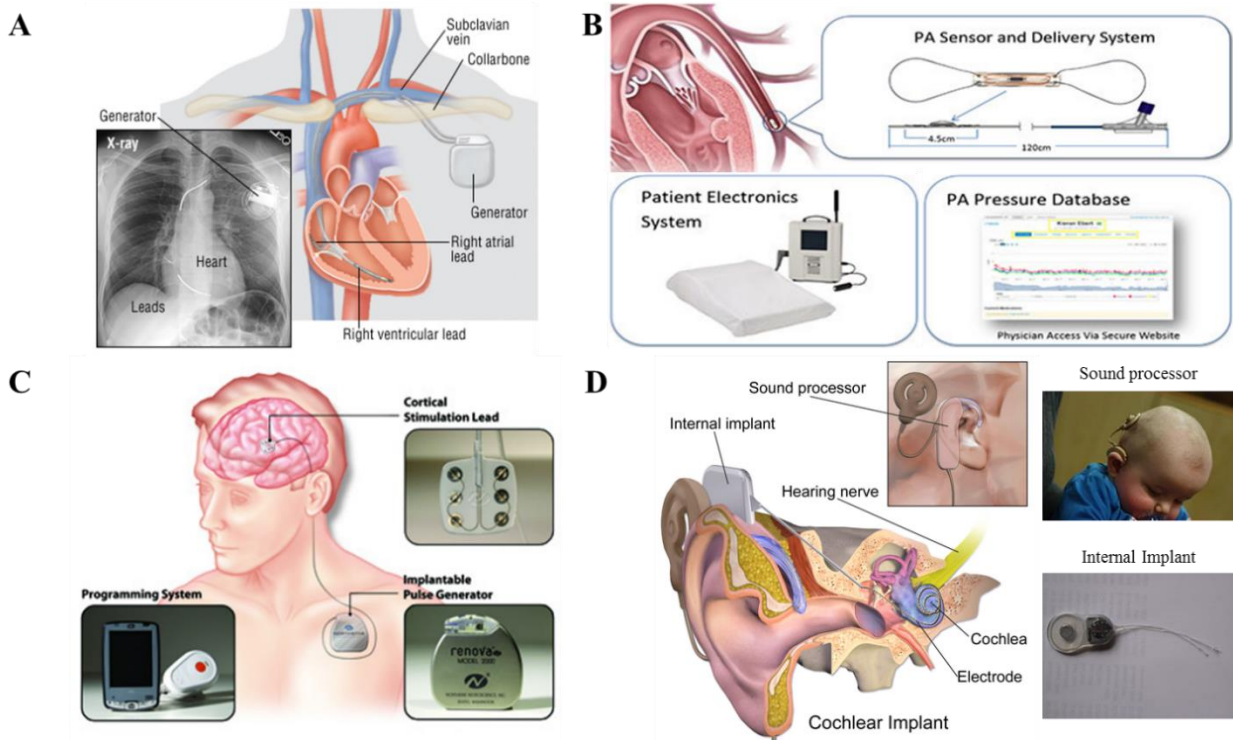 A
Subclavian
vein
Collarbone
Generator
X-ray
Generator
Right atrial
lead
Heart
Leads
Right ventricular lead
B
PA Sensor and Delivery System
4.5cm
120cm
Patient Electronics
System
PA Pressure Database
Physician Access Via Secure Website
C
Cortical
Stimulation Lead
Programming System
Implantable
Pulse Generator
renova
MODEL
N
D
Sound processor
Internal implant
Hearing nerve
Cochlea
Electrode
Cochlear Implant
Sound processor
Internal Implant